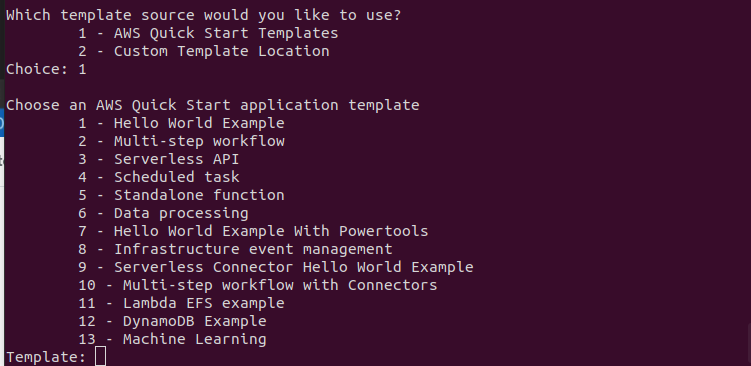 Which template source would you like to use?
1 - AWS Quick Start Templates
2 - Custom Template Location
Choice: 1
Choose an AWS Quick Start application template
1 - Hello World Example
2 - Multi-step workflow
3 - Serverless API
4 - Scheduled task
5 - Standalone function
6 - Data processing
7 - Hello World Example With Powertools
8 - Infrastructure event management
9 - Serverless Connector Hello World Example
10 - Multi-step workflow with Connectors
11 - Lambda EFS example
12 - DynamoDB Example
13 - Machine Learning
Template: